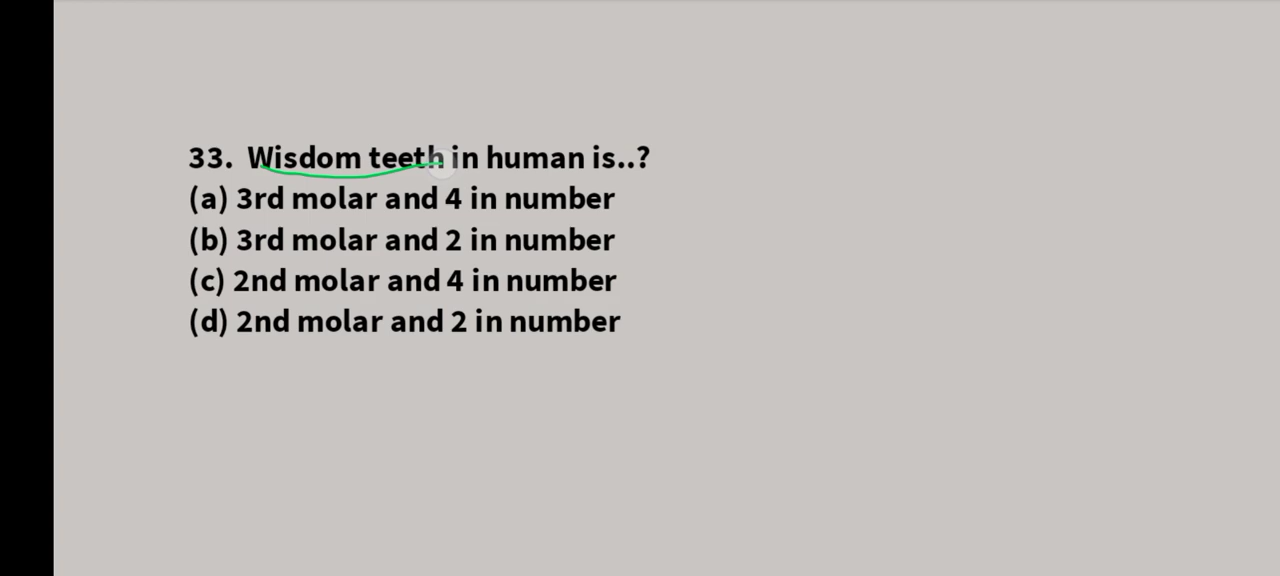 33. Wisdom teeth in human is..?
(a) 3rd molar and 4 in number
(b) 3rd molar and 2 in number
(c) 2nd molar and 4 in number
(d) 2nd molar and 2 in number